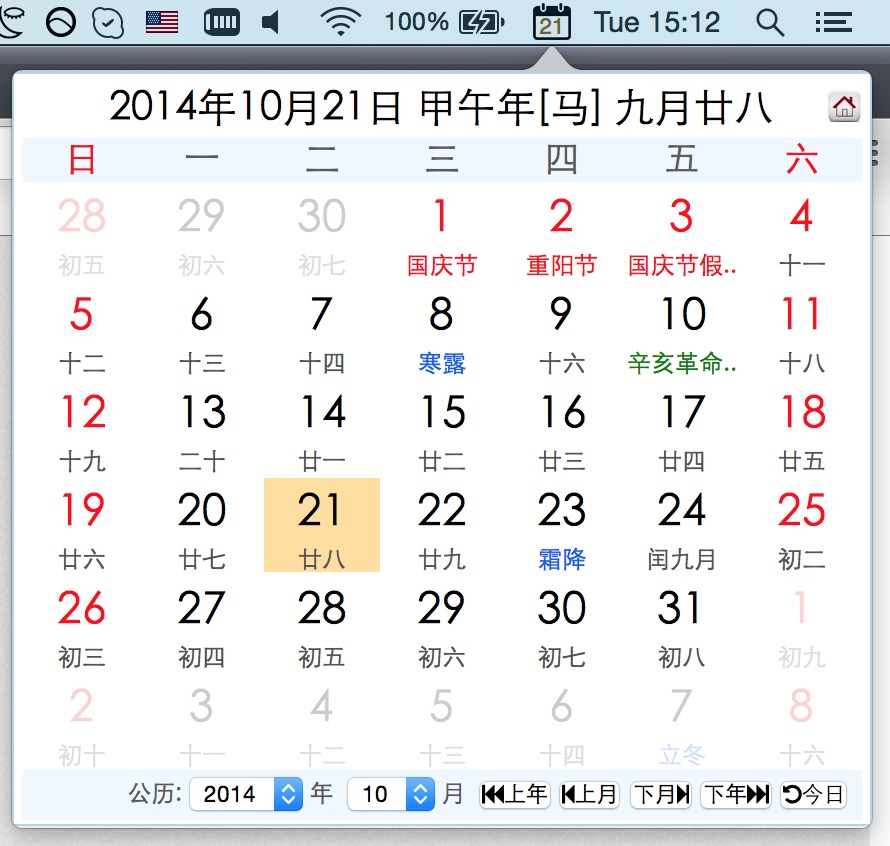 100% 21 Tue 15:12
2014年10月21日 甲午年[马] 九月廿八
日 一 二 三 四 五 六
28 29 30 1 2 3 4
初五 初六 初七 国庆节 重阳节 国庆节假.. 十一
5 6 7 8 9 10 11
十二 十三 十四 寒露 十六 辛亥革命.. 十八
12 13 14 15 16 17 18
十九 二十 廿一 廿二 廿三 廿四 廿五
19 20 21 22 23 24 25
廿六 廿七 廿八 廿九 霜降 闰九月 初二
26 27 28 29 30 31 1
初三 初四 初五 初六 初七 初八 初九
2 3 4 5 6 7 8
初十 十一 十二 十三 十四 立冬 十六
公历: 2014 年 10 月 上年 上月 下月 下年 今日